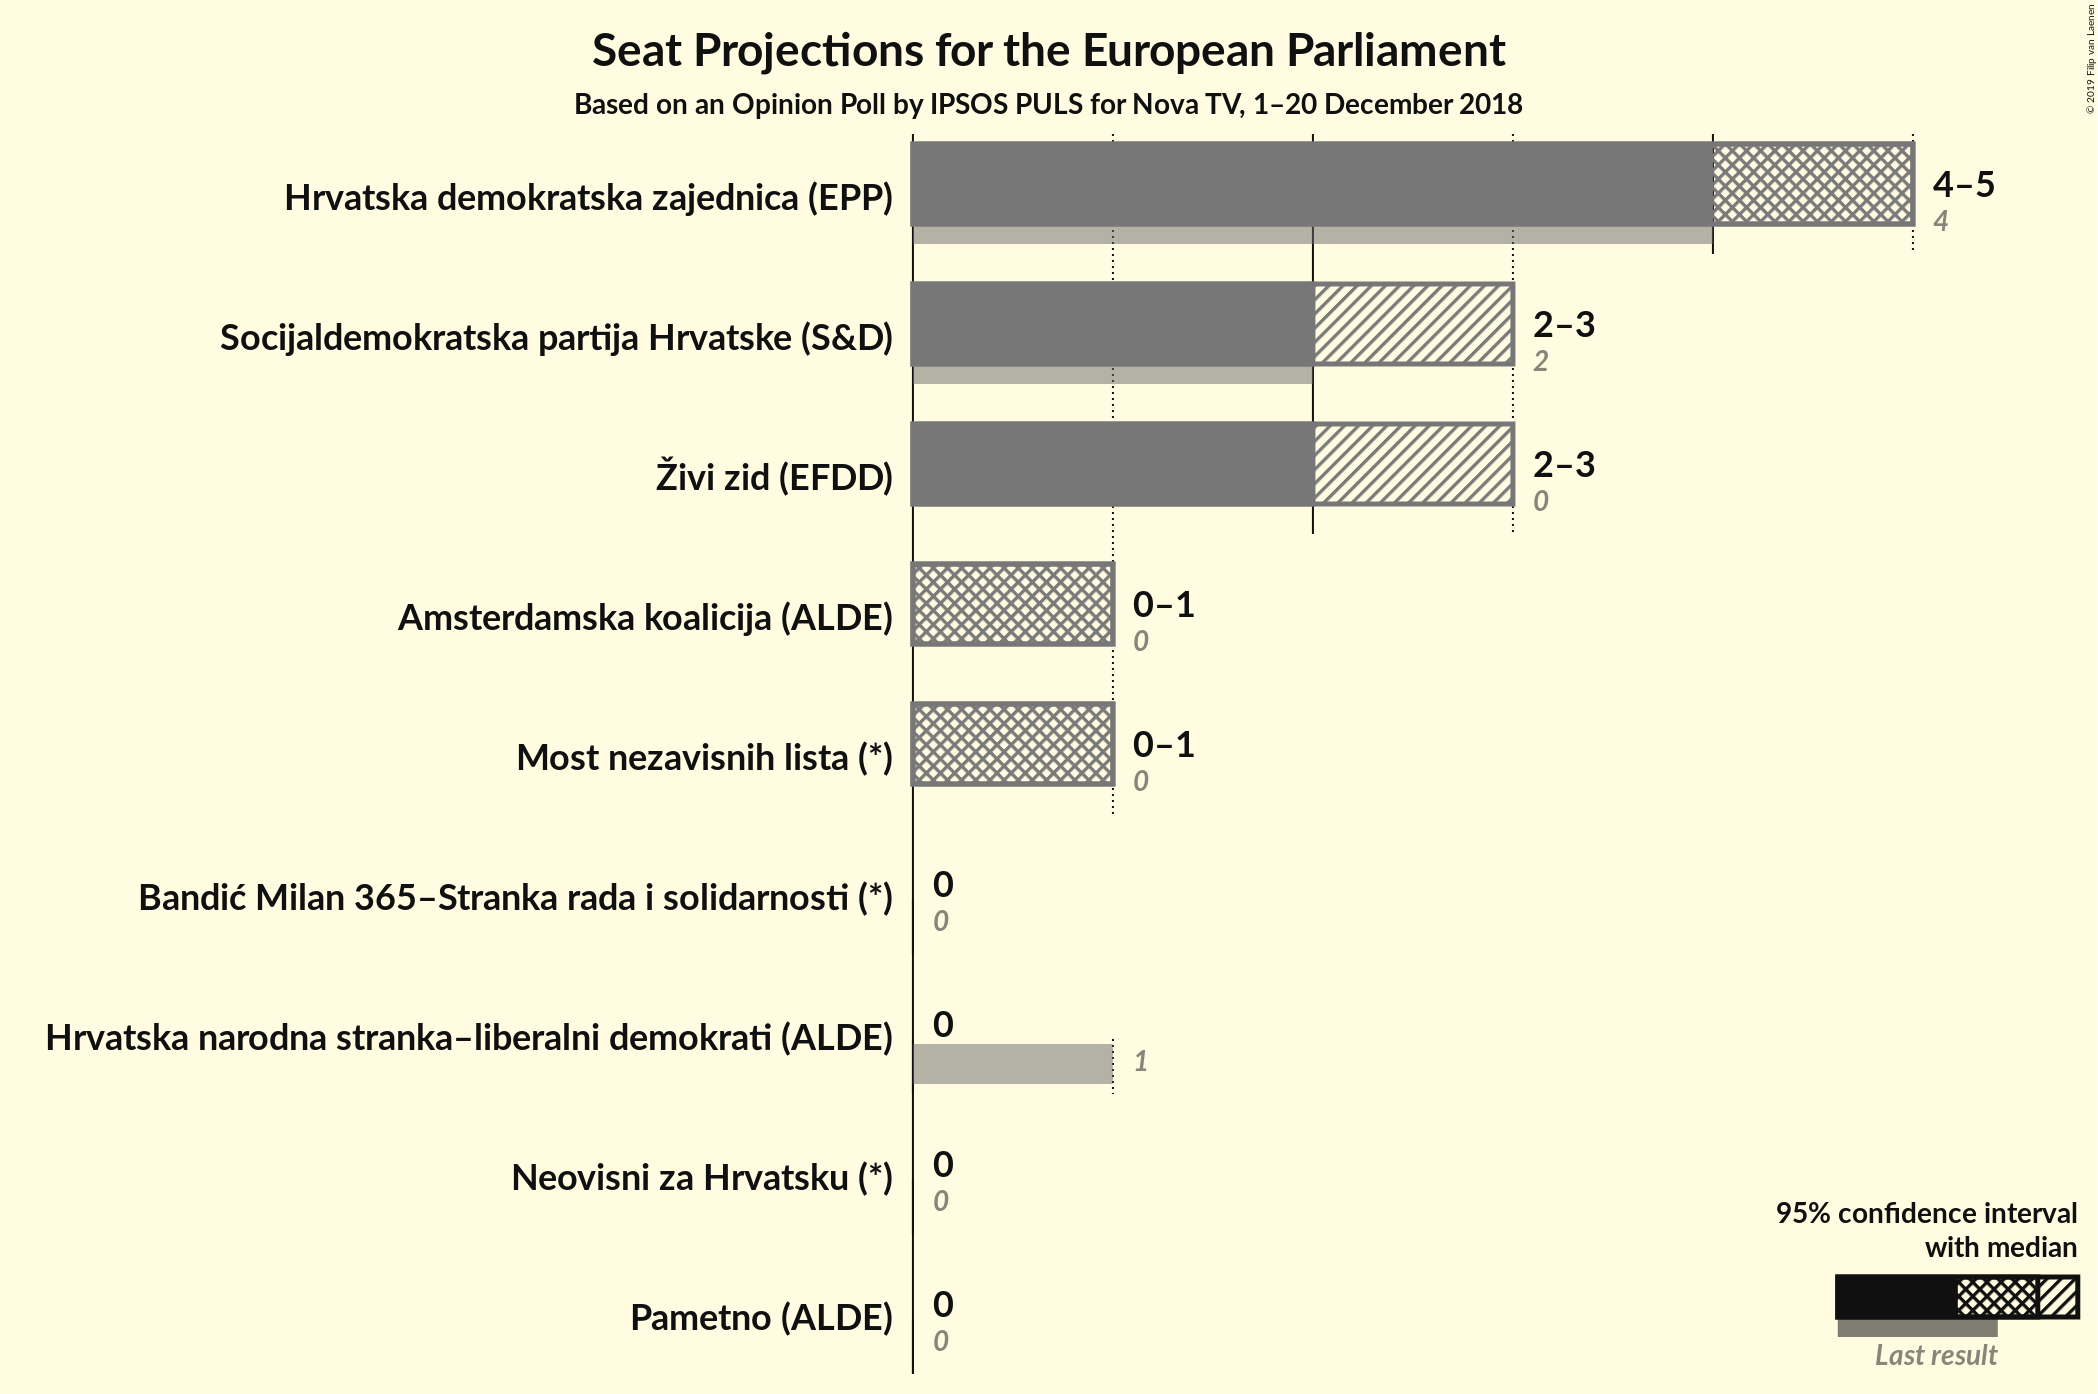 Seat Projections for the European Parliament
Based on an Opinion Poll by IPSOS PULS for Nova TV, 1–20 December 2018
© 2019 Filip van Laenen
Hrvatska demokratska zajednica (EPP)
4–5
4
Socijaldemokratska partija Hrvatske (S&D)
2–3
2
Živi zid (EFDD)
2–3
0
Amsterdamska koalicija (ALDE)
0–1
0
Most nezavisnih lista (*)
0–1
0
Bandić Milan 365–Stranka rada i solidarnosti (*)
0
0
Hrvatska narodna stranka–liberalni demokrati (ALDE)
0
1
Neovisni za Hrvatsku (*)
0
0
Pametno (ALDE)
0
0
95% confidence interval
with median
Last result